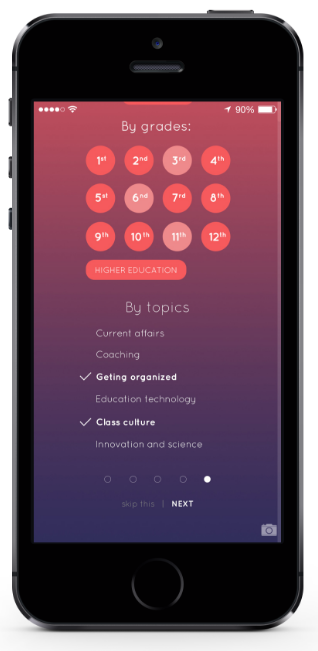 90%
By grades:
1st 2nd 3rd 4th
5st 6nd 7rd 8th
9th 10th 11th 12th
HIGHER EDUCATION
By topics
Current affairs
Coaching
Geting organized
Education technology
Class culture
Innovation and science
skip this | NEXT